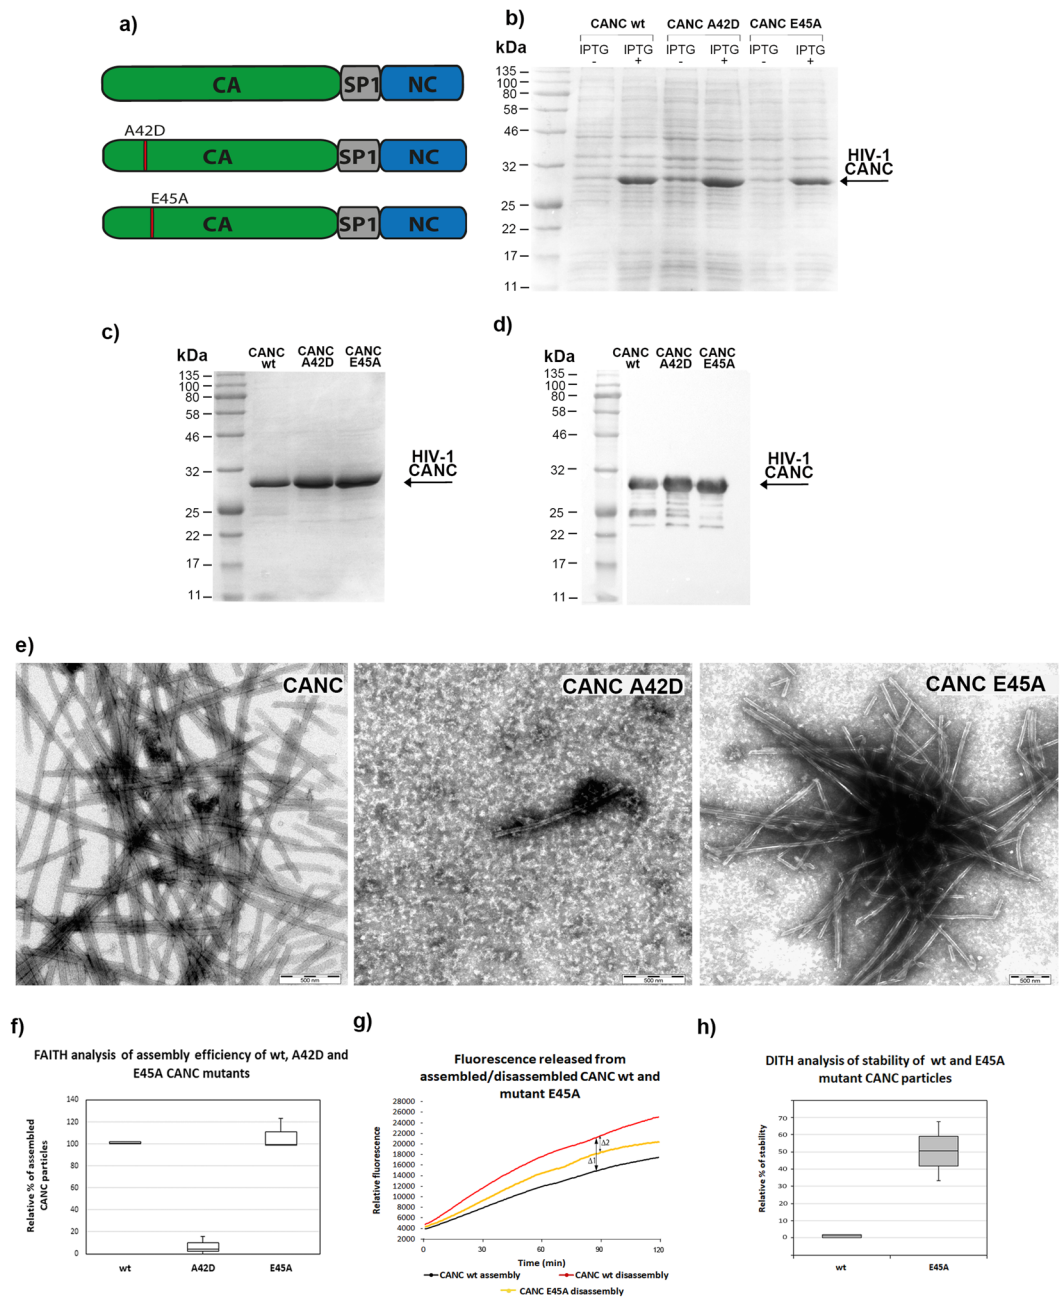 a)
CA SP1 NC
A42D
CA SP1 NC
E45A
CA SP1 NC
b)
CANC wt CANC A42D CANC E45A
kDa IPTG IPTG IPTG IPTG IPTG IPTG
- + - + - +
135
100
80
58
46
32
25
22
17
11
HIV-1
CANC
c)
kDa
CANC wt
CANC A42D
CANC E45A
135
100
80
58
46
32
25
22
17
11
HIV-1
CANC
d)
kDa
CANC wt
CANC A42D
CANC E45A
135
100
80
58
46
32
25
22
17
11
HIV-1
CANC
e)
CANC
500 nm
CANC A42D
500 nm
CANC E45A
500 nm
f)
FAITH analysis of assembly efficiency of wt, A42D and
E45A CANC mutants
Relative % of assembled
CANC particles
140
120
100
80
60
40
20
0
wt A42D E45A
g)
Fluorescence released from
assembled/disassembled CANC wt and
mutant E45A
Relative fluorescence
28000
26000
24000
22000
20000
18000
16000
14000
12000
10000
8000
6000
4000
2000
Δ2
Δ1
0 30 60 90 120
Time (min)
CANC wt assembly CANC wt disassembly
CANC E45A disassembly
h)
DITH analysis of stability of wt and E45A
mutant CANC particles
Relative % of stability
70
60
50
40
30
20
10
0
wt E45A